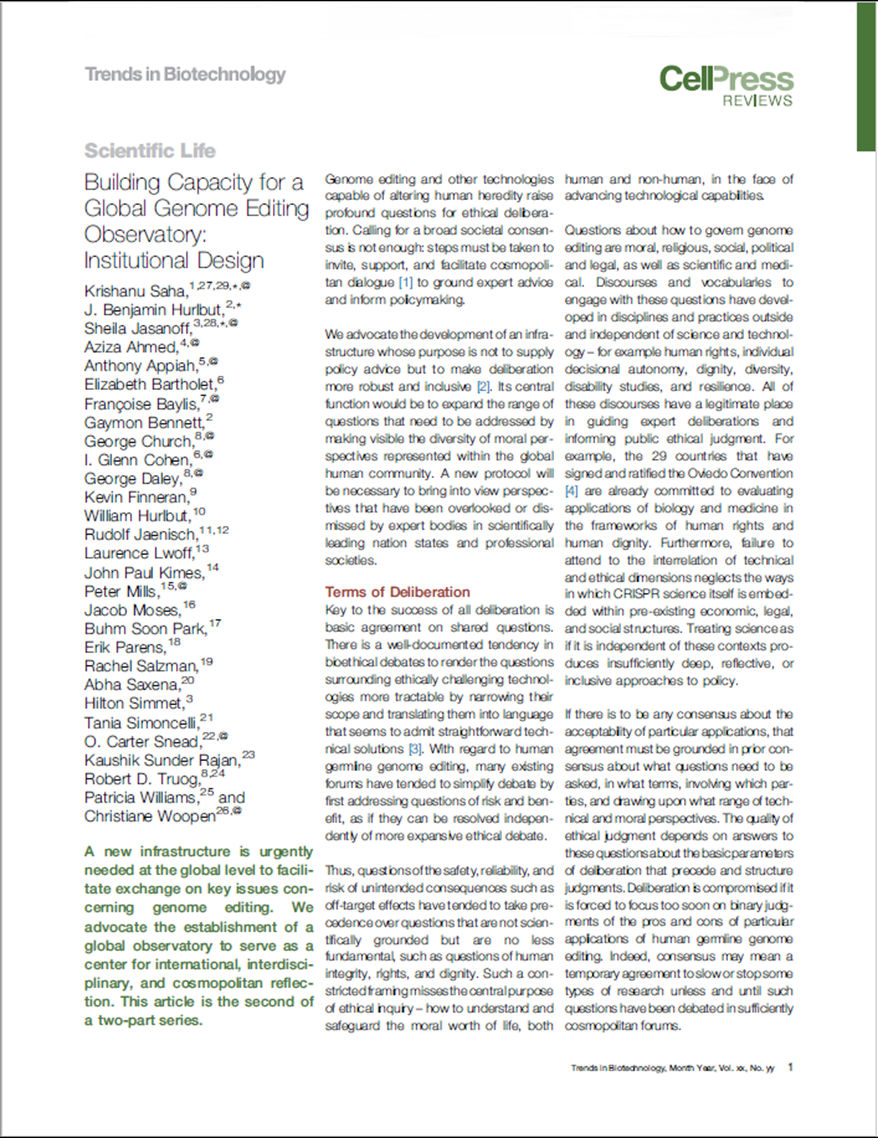 Trends in Biotechnology
CellPress
REVIEWS
Scientific Life
Building Capacity for a
Global Genome Editing
Observatory:
Institutional Design
Krishanu Saha,1,27,29,*,@
J. Benjamin Hurlbut,2,*
Sheila Jasanoff,3,28,*,@
Aziza Ahmed,4,@
Anthony Appiah,5,@
Elizabeth Bartholet,6
Françoise Baylis,7,@
Gaymon Bennett,2
George Church,8,@
I. Glenn Cohen,6,@
George Daley,8,@
Kevin Finneran,9
William Hurlbut,10
Rudolf Jaenisch,11,12
Laurence Lwoff,13
John Paul Kimes,14
Peter Mills,15,@
Jacob Moses,16
Buhm Soon Park,17
Erik Parens,18
Rachel Salzman,19
Abha Saxena,20
Hilton Simmet,3
Tania Simoncelli,21
O. Carter Snead,22,@
Kaushik Sunder Rajan,23
Robert D. Truog,8,24
Patricia Williams,25 and
Christiane Woopen26,@
A new infrastructure is urgently
needed at the global level to facili-
tate exchange on key issues con-
cerning genome editing. We
advocate the establishment of a
global observatory to serve as a
center for international, interdisci-
plinary, and cosmopolitan reflec-
tion. This article is the second of
a two-part series.
Genome editing and other technologies
capable of altering human heredity raise
profound questions for ethical delibera-
tion. Calling for a broad societal consen-
sus is not enough: steps must be taken to
invite, support, and facilitate cosmopoli-
tan dialogue [1] to ground expert advice
and inform policymaking.
We advocate the development of an infra-
structure whose purpose is not to supply
policy advice but to make deliberation
more robust and inclusive [2]. Its central
function would be to expand the range of
questions that need to be addressed by
making visible the diversity of moral per-
spectives represented within the global
human community. A new protocol will
be necessary to bring into view perspec-
tives that have been overlooked or dis-
missed by expert bodies in scientifically
leading nation states and professional
societies.
Terms of Deliberation
Key to the success of all deliberation is
basic agreement on shared questions.
There is a well-documented tendency in
bioethical debates to render the questions
surrounding ethically challenging technol-
ogies more tractable by narrowing their
scope and translating them into language
that seems to admit straightforward tech-
nical solutions [3]. With regard to human
germline genome editing, many existing
forums have tended to simplify debate by
first addressing questions of risk and ben-
efit, as if they can be resolved indepen-
dently of more expansive ethical debate.
Thus, questions of the safety, reliability, and
risk of unintended consequences such as
off-target effects have tended to take pre-
cedence over questions that are not scien-
tifically grounded but are no less
fundamental, such as questions of human
integrity, rights, and dignity. Such a con-
stricted framing misses the central purpose
of ethical inquiry – how to understand and
safeguard the moral worth of life, both
human and non-human, in the face of
advancing technological capabilities.
Questions about how to govern genome
editing are moral, religious, social, political
and legal, as well as scientific and medi-
cal. Discourses and vocabularies to
engage with these questions have devel-
oped in disciplines and practices outside
and independent of science and technol-
ogy – for example human rights, individual
decisional autonomy, dignity, diversity,
disability studies, and resilience. All of
these discourses have a legitimate place
in guiding expert deliberations and
informing public ethical judgment. For
example, the 29 countries that have
signed and ratified the Oviedo Convention
[4] are already committed to evaluating
applications of biology and medicine in
the frameworks of human rights and
human dignity. Furthermore, failure to
attend to the interrelation of technical
and ethical dimensions neglects the ways
in which CRISPR science itself is embed-
ded within pre-existing economic, legal,
and social structures. Treating science as
if it is independent of these contexts pro-
duces insufficiently deep, reflective, or
inclusive approaches to policy.
If there is to be any consensus about the
acceptability of particular applications, that
agreement must be grounded in prior con-
sensus about what questions need to be
asked, in what terms, involving which par-
ties, and drawing upon what range of tech-
nical and moral perspectives. The quality of
ethical judgment depends on answers to
these questions about the basic parameters
of deliberation that precede and structure
judgments. Deliberation is compromised if it
is forced to focus too soon on binary judg-
ments of the pros and cons of particular
applications of human germline genome
editing. Indeed, consensus may mean a
temporary agreement to slow or stop some
types of research unless and until such
questions have been debated in sufficiently
cosmopolitan forums.
Trends in Biotechnology, Month Year, Vol. xx, No. yy 1